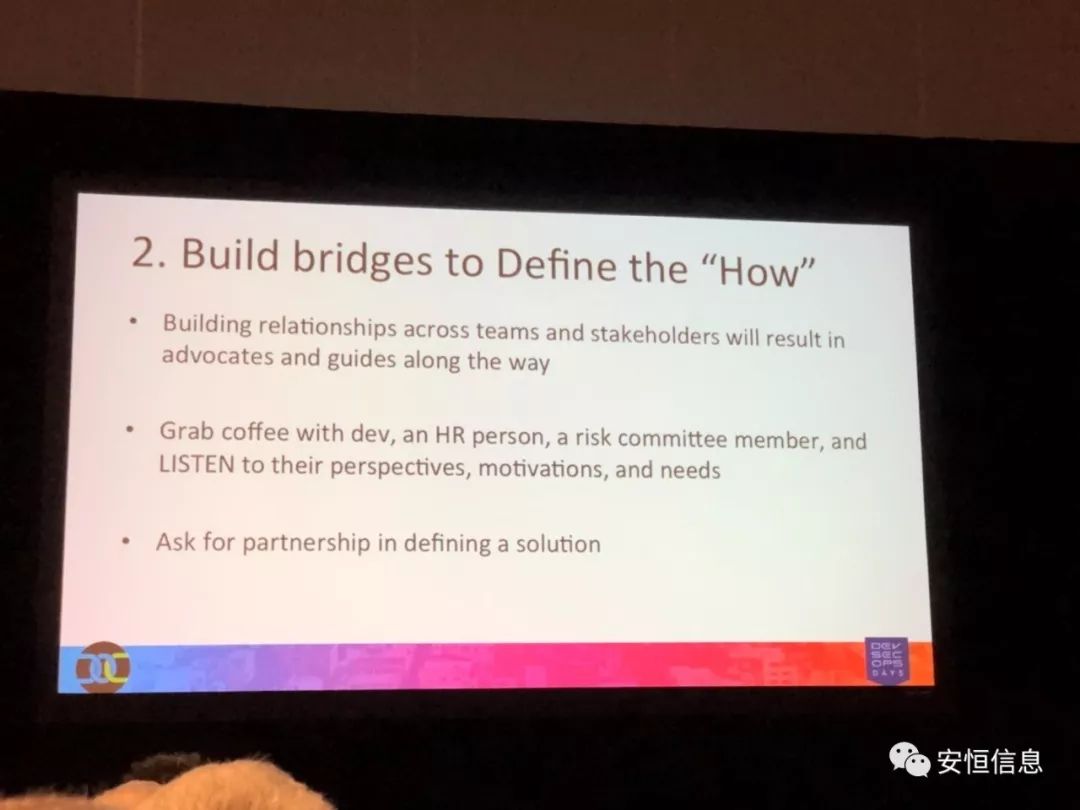 2. Build bridges to Define the “How”
• Building relationships across teams and stakeholders will result in
advocates and guides along the way
• Grab coffee with dev, an HR person, a risk committee member, and
LISTEN to their perspectives, motivations, and needs
• Ask for partnership in defining a solution
DEV
SEC
OPS
DAYS
安恒信息